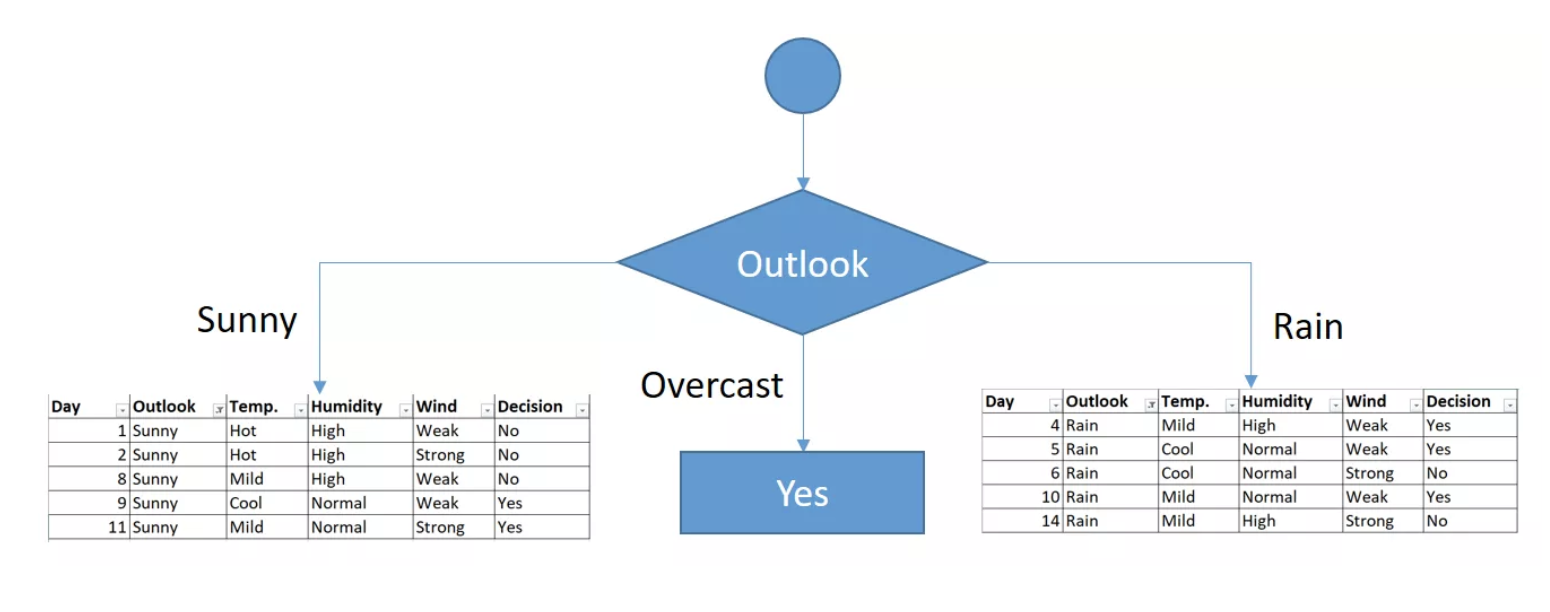 Outlook
Sunny
Overcast
Rain
Day Outlook Temp. Humidity Wind Decision
1 Sunny Hot High Weak No
2 Sunny Hot High Strong No
8 Sunny Mild High Weak No
9 Sunny Cool Normal Weak Yes
11 Sunny Mild Normal Strong Yes
Yes
Day Outlook Temp. Humidity Wind Decision
4 Rain Mild High Weak Yes
5 Rain Cool Normal Weak Yes
6 Rain Cool Normal Strong No
10 Rain Mild Normal Weak Yes
14 Rain Mild High Strong No